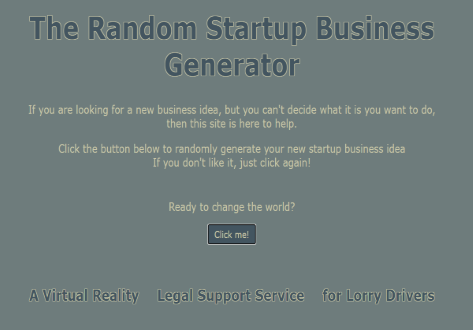 The Random Startup Business
Generator
If you are looking for a new business idea, but you can't decide what it is you want to do,
then this site is here to help.
Click the button below to randomly generate your new startup business idea
If you don't like it, just click again!
Ready to change the world?
Click me!
A Virtual Reality Legal Support Service for Lorry Drivers